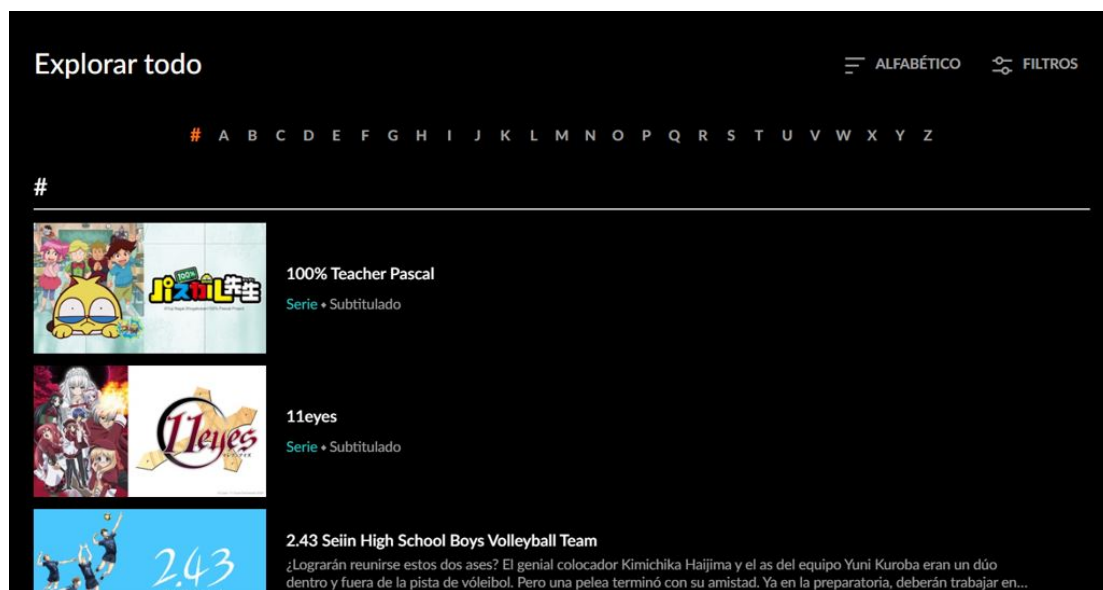 Explorar todo
ALFABÉTICO FILTROS
# A B C D E F G H I J K L M N O P Q R S T U V W X Y Z
#
100%
パスカル先生
100% Teacher Pascal
Serie • Subtitulado
11eyes
11eyes
Serie • Subtitulado
2.43
2.43 Seiin High School Boys Volleyball Team
¿Lograrán reunirse estos dos ases? El genial colocador Kimichika Haijima y el as del equipo Yuni Kuroba eran un dúo
dentro y fuera de la pista de vóleibol. Pero una pelea terminó con su amistad. Ya en la preparatoria, deberán trabajar en...